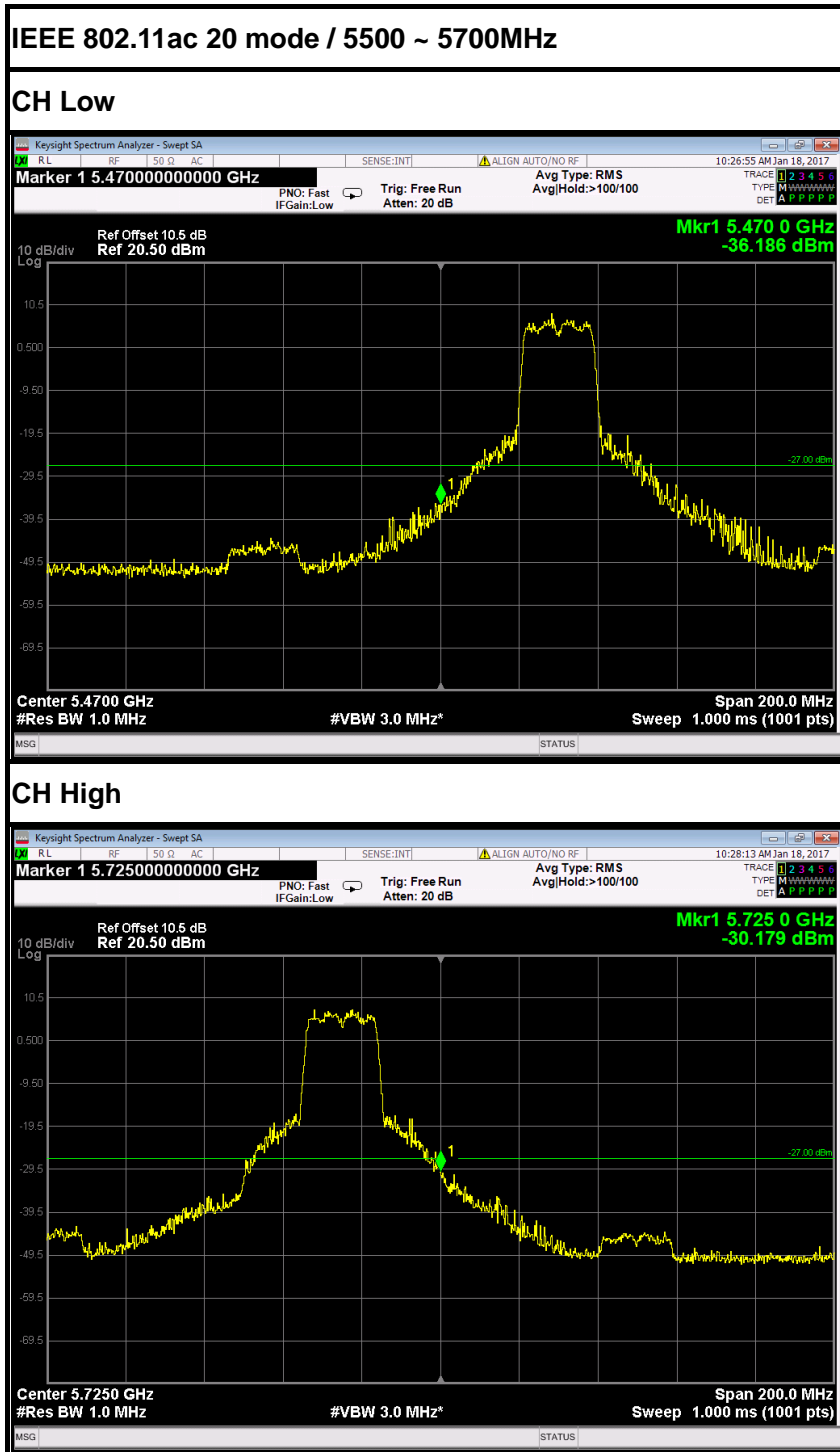 IEEE 802.11ac 20 mode / 5500 ~ 5700MHz
CH Low
Keysight Spectrum Analyzer - Swept SA
LXI RL RF 50 Ω AC SENSE:INT ALIGN AUTO/NO RF 10:26:55 AM Jan 18, 2017
Marker 1 5.470000000000 GHz
PNO: Fast
IFGain:Low
Trig: Free Run
Atten: 20 dB
Avg Type: RMS
Avg|Hold:>100/100
TRACE 1 2 3 4 5 6
TYPE M WWWWW
DET A P P P P P
Mkr1 5.470 0 GHz
-36.186 dBm
Ref Offset 10.5 dB
10 dB/div Ref 20.50 dBm
Log
10.5
0.500
-9.50
-19.5
-27.00 dBm
-29.5
1
-39.5
-49.5
-59.5
-69.5
Center 5.4700 GHz Span 200.0 MHz
#Res BW 1.0 MHz #VBW 3.0 MHz* Sweep 1.000 ms (1001 pts)
MSG STATUS
CH High
Keysight Spectrum Analyzer - Swept SA
LXI RL RF 50 Ω AC SENSE:INT ALIGN AUTO/NO RF 10:28:13 AM Jan 18, 2017
Marker 1 5.725000000000 GHz
PNO: Fast
IFGain:Low
Trig: Free Run
Atten: 20 dB
Avg Type: RMS
Avg|Hold:>100/100
TRACE 1 2 3 4 5 6
TYPE M WWWWW
DET A P P P P P
Mkr1 5.725 0 GHz
-30.179 dBm
Ref Offset 10.5 dB
10 dB/div Ref 20.50 dBm
Log
10.5
0.500
-9.50
-19.5
1
-27.00 dBm
-29.5
-39.5
-49.5
-59.5
-69.5
Center 5.7250 GHz Span 200.0 MHz
#Res BW 1.0 MHz #VBW 3.0 MHz* Sweep 1.000 ms (1001 pts)
MSG STATUS